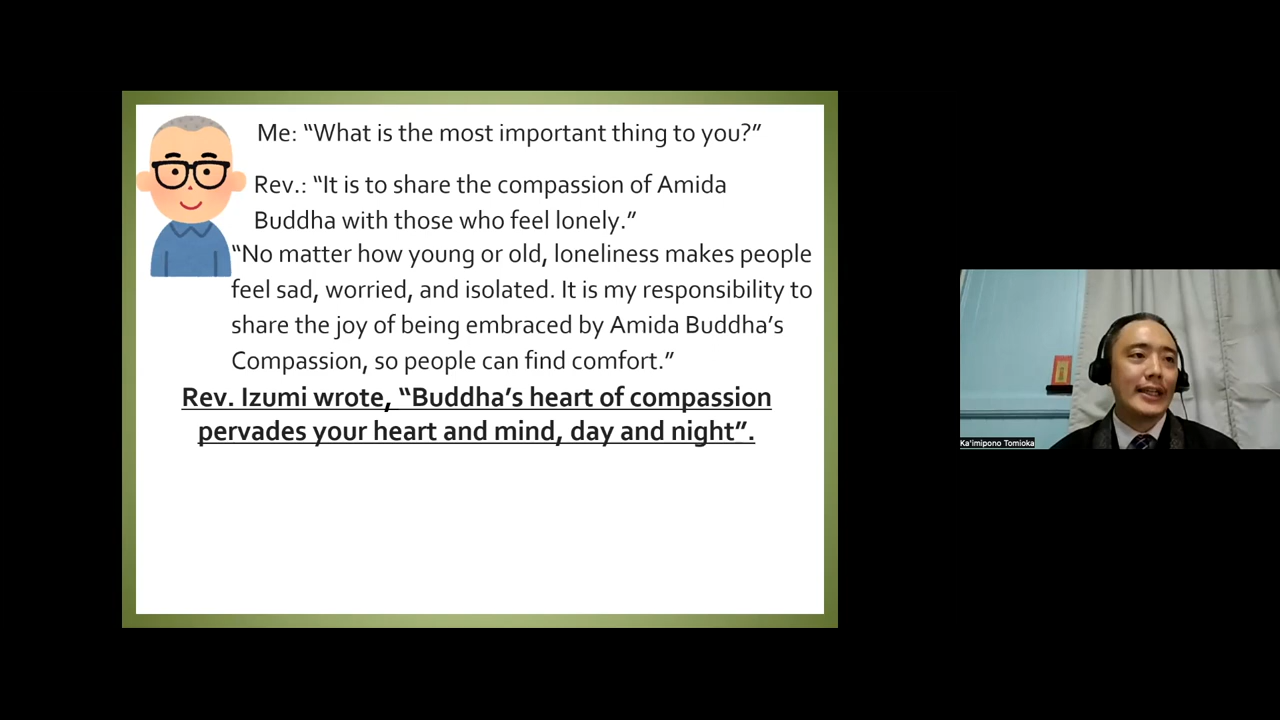 Me: “What is the most important thing to you?”
Rev.: “It is to share the compassion of Amida
Buddha with those who feel lonely.”
“No matter how young or old, loneliness makes people
feel sad, worried, and isolated. It is my responsibility to
share the joy of being embraced by Amida Buddha’s
Compassion, so people can find comfort.”
Rev. Izumi wrote, “Buddha’s heart of compassion
pervades your heart and mind, day and night”.
Ka'imipono Tomioka